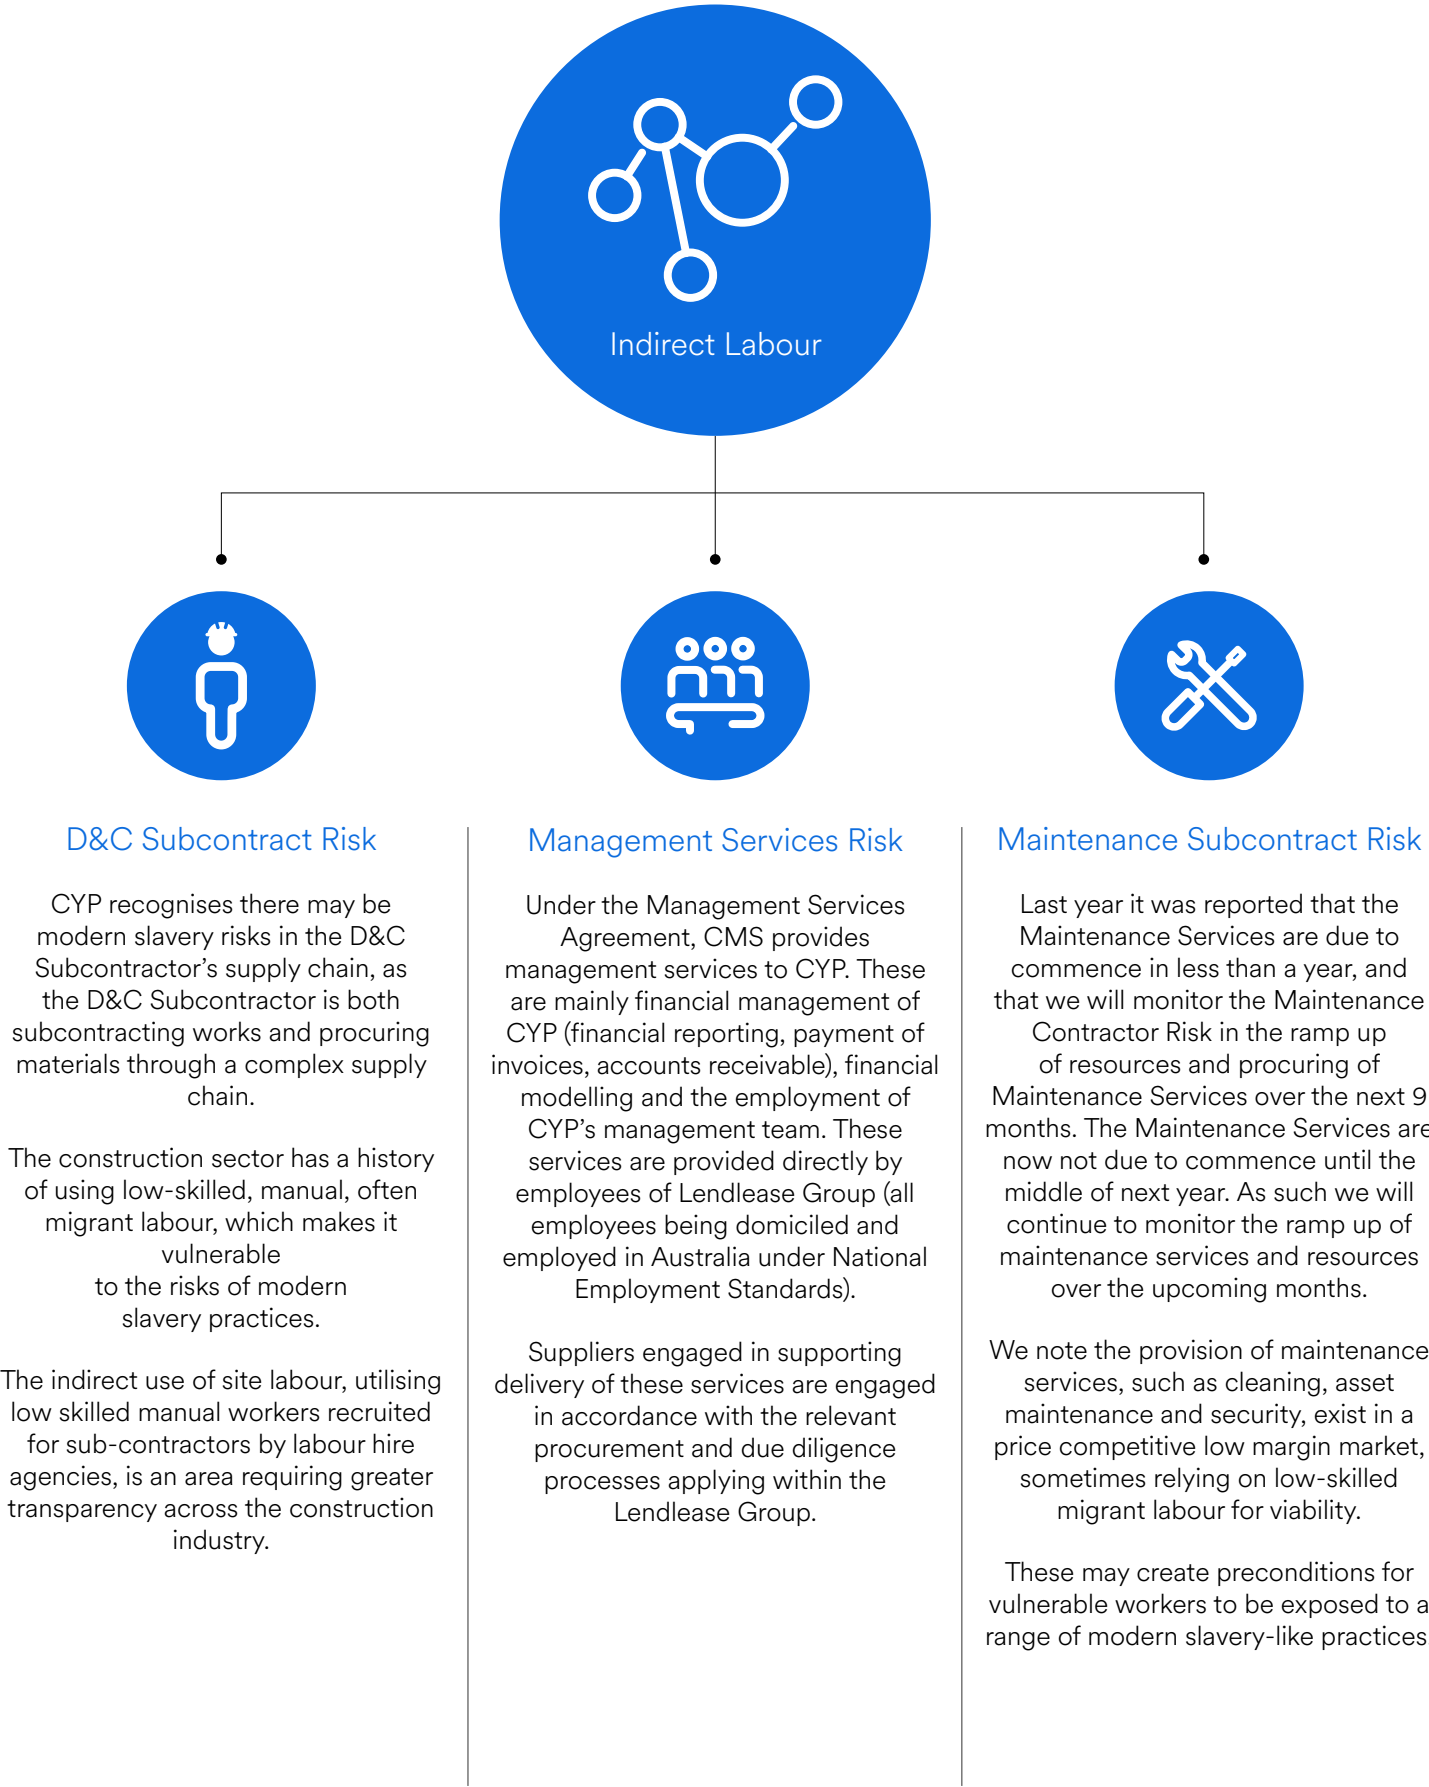 Indirect Labour
D&C Subcontract Risk
CYP recognises there may be
modern slavery risks in the D&C
Subcontractor’s supply chain, as
the D&C Subcontractor is both
subcontracting works and procuring
materials through a complex supply
chain.
The construction sector has a history
of using low-skilled, manual, often
migrant labour, which makes it
vulnerable
to the risks of modern
slavery practices.
The indirect use of site labour, utilising
low skilled manual workers recruited
for sub-contractors by labour hire
agencies, is an area requiring greater
transparency across the construction
industry.
Management Services Risk
Under the Management Services
Agreement, CMS provides
management services to CYP. These
are mainly financial management of
CYP (financial reporting, payment of
invoices, accounts receivable), financial
modelling and the employment of
CYP’s management team. These
services are provided directly by
employees of Lendlease Group (all
employees being domiciled and
employed in Australia under National
Employment Standards).
Suppliers engaged in supporting
delivery of these services are engaged
in accordance with the relevant
procurement and due diligence
processes applying within the
Lendlease Group.
Maintenance Subcontract Risk
Last year it was reported that the
Maintenance Services are due to
commence in less than a year, and
that we will monitor the Maintenance
Contractor Risk in the ramp up
of resources and procuring of
Maintenance Services over the next 9
months. The Maintenance Services are
now not due to commence until the
middle of next year. As such we will
continue to monitor the ramp up of
maintenance services and resources
over the upcoming months.
We note the provision of maintenance
services, such as cleaning, asset
maintenance and security, exist in a
price competitive low margin market,
sometimes relying on low-skilled
migrant labour for viability.
These may create preconditions for
vulnerable workers to be exposed to a
range of modern slavery-like practices